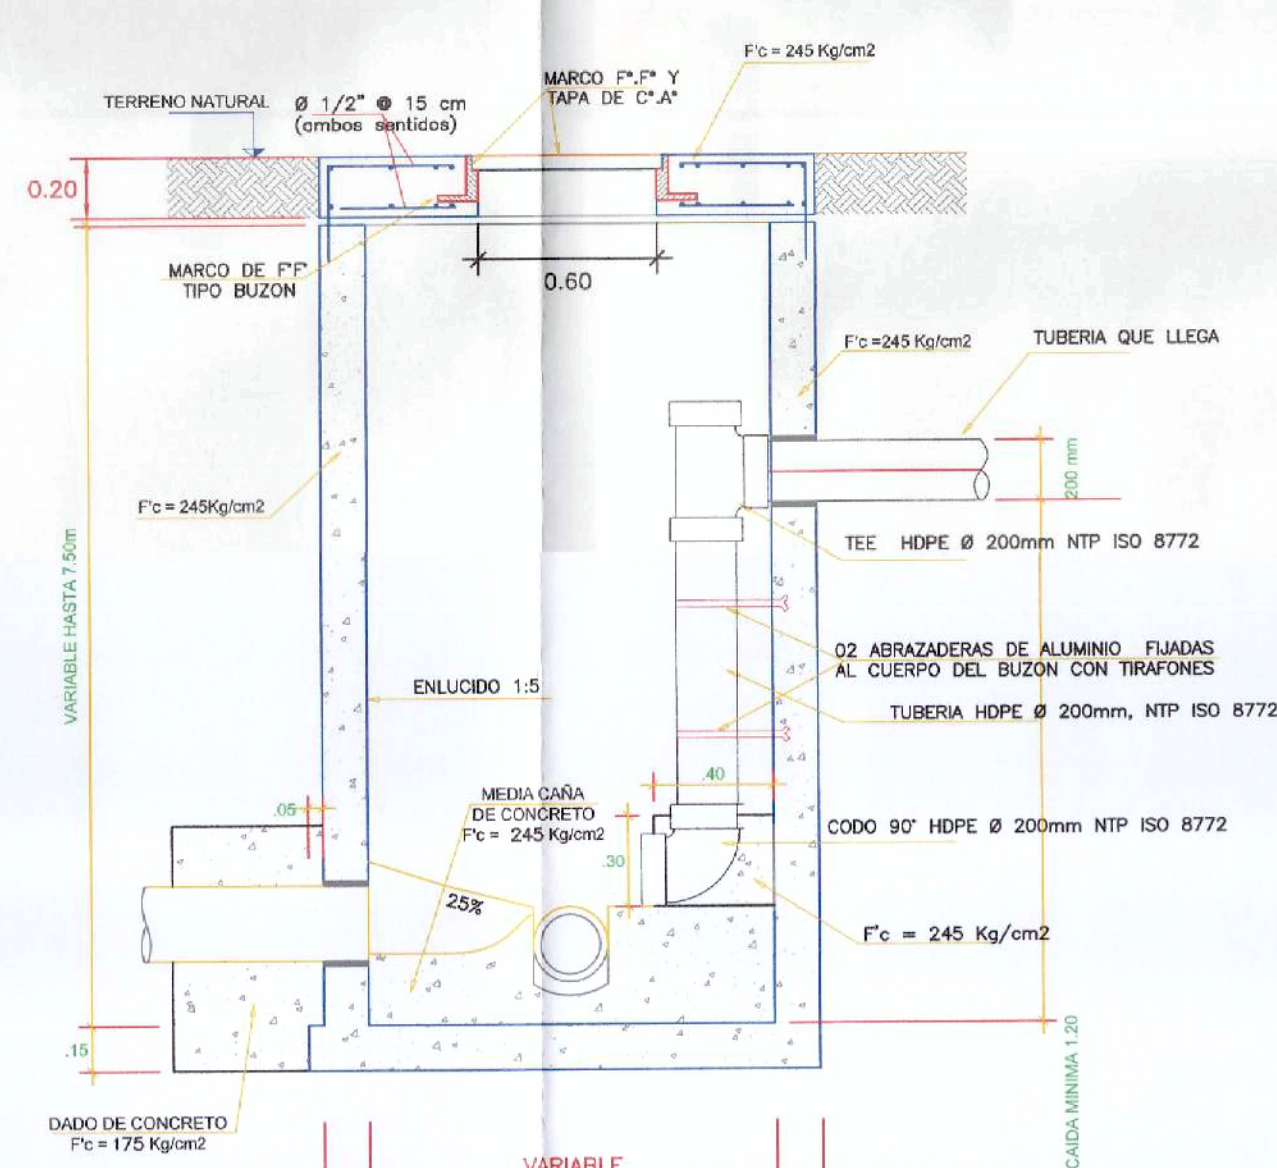 F'c = 245 Kg/cm2
MARCO Fº.Fº Y
TAPA DE Cº.Aº
TERRENO NATURAL
Ø 1/2" @ 15 cm
(ambos sentidos)
0.20
MARCO DE F'F'
TIPO BUZON
0.60
F'c =245 Kg/cm2
TUBERIA QUE LLEGA
200 mm
F'c = 245Kg/cm2
TEE HDPE Ø 200mm NTP ISO 8772
VARIABLE HASTA 7.50m
02 ABRAZADERAS DE ALUMINIO FIJADAS
AL CUERPO DEL BUZON CON TIRAFONES
ENLUCIDO 1:5
TUBERIA HDPE Ø 200mm, NTP ISO 8772
.40
MEDIA CAÑA
DE CONCRETO
F'c = 245 Kg/cm2
.05
CODO 90° HDPE Ø 200mm NTP ISO 8772
.30
25%
F'c = 245 Kg/cm2
.15
CAIDA MINIMA 1.20
DADO DE CONCRETO
F'c = 175 Kg/cm2
VARIABLE